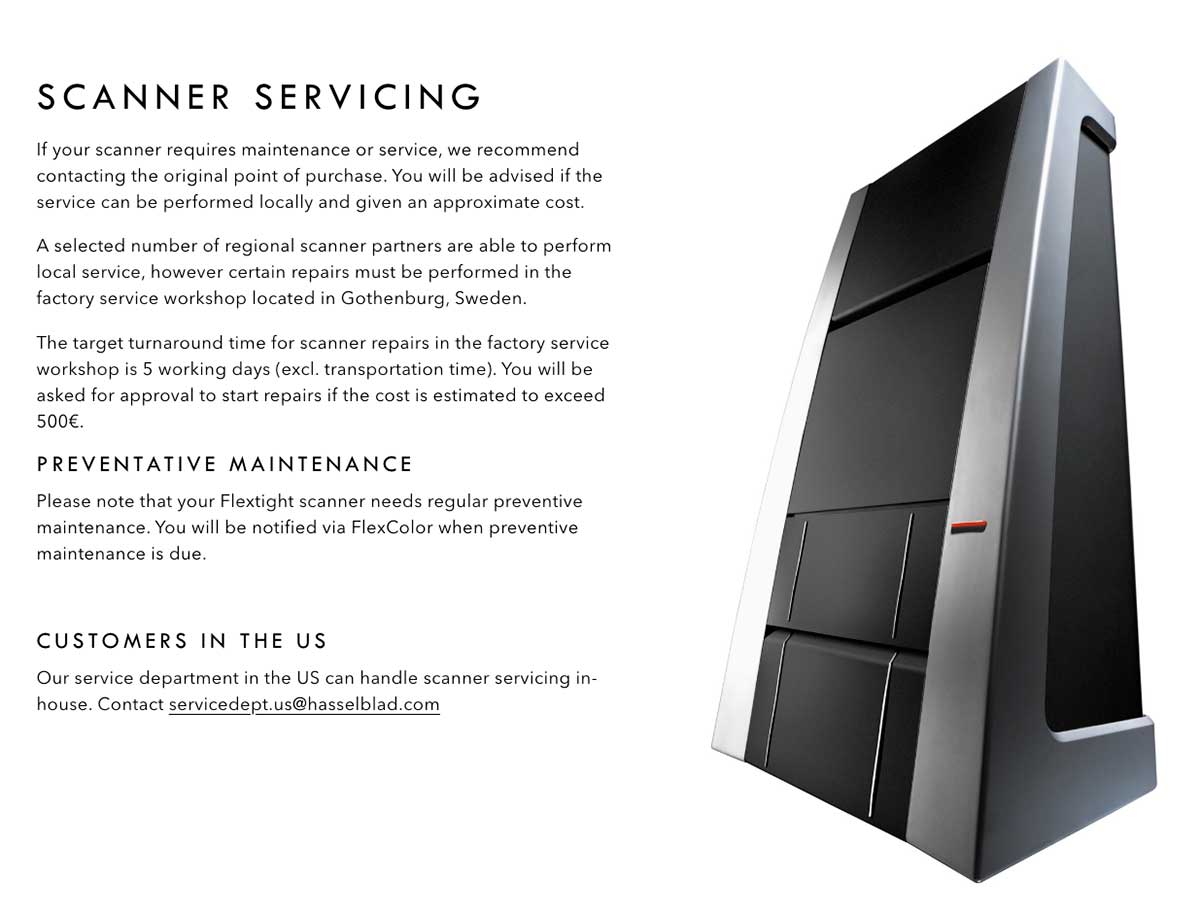 SCANNER SERVICING
If your scanner requires maintenance or service, we recommend
contacting the original point of purchase. You will be advised if the
service can be performed locally and given an approximate cost.
A selected number of regional scanner partners are able to perform
local service, however certain repairs must be performed in the
factory service workshop located in Gothenburg, Sweden.
The target turnaround time for scanner repairs in the factory service
workshop is 5 working days (excl. transportation time). You will be
asked for approval to start repairs if the cost is estimated to exceed
500€.
PREVENTATIVE MAINTENANCE
Please note that your Flextight scanner needs regular preventive
maintenance. You will be notified via FlexColor when preventive
maintenance is due.
CUSTOMERS IN THE US
Our service department in the US can handle scanner servicing in-
house. Contact servicedept.us@hasselblad.com